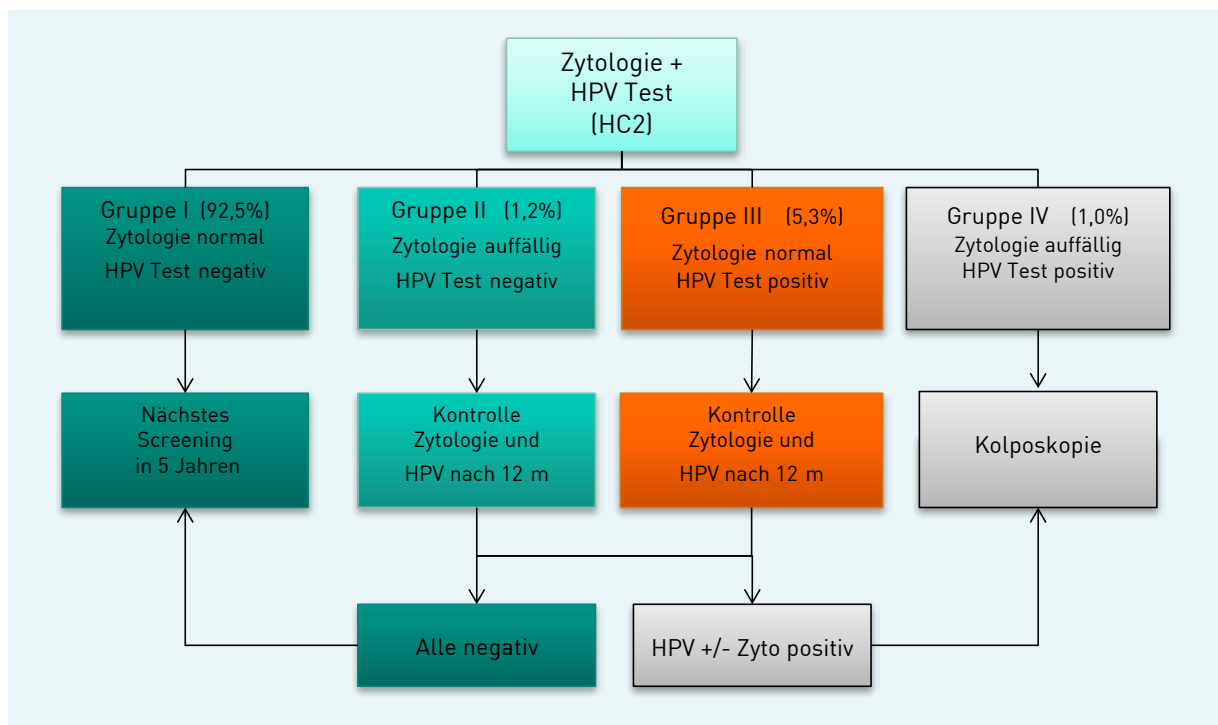 Zytologie +
HPV Test
(HC2)
Gruppe I (92,5%)
Zytologie normal
HPV Test negativ
Gruppe II (1,2%)
Zytologie auffällig
HPV Test negativ
Gruppe III (5,3%)
Zytologie normal
HPV Test positiv
Gruppe IV (1,0%)
Zytologie auffällig
HPV Test positiv
Nächstes
Screening
in 5 Jahren
Kontrolle
Zytologie und
HPV nach 12 m
Kontrolle
Zytologie und
HPV nach 12 m
Kolposkopie
Alle negativ
HPV +/- Zyto positiv